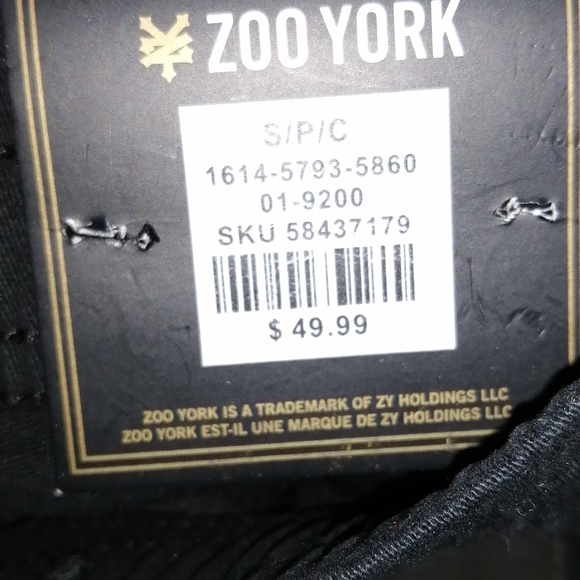 ZOO YORK
S/P/C
1614-5793-5860
01-9200
SKU 58437179
$ 49.99
ZOO YORK IS A TRADEMARK OF ZY HOLDINGS LLC
ZOO YORK EST-IL UNE MARQUE DE ZY HOLDINGS LLC